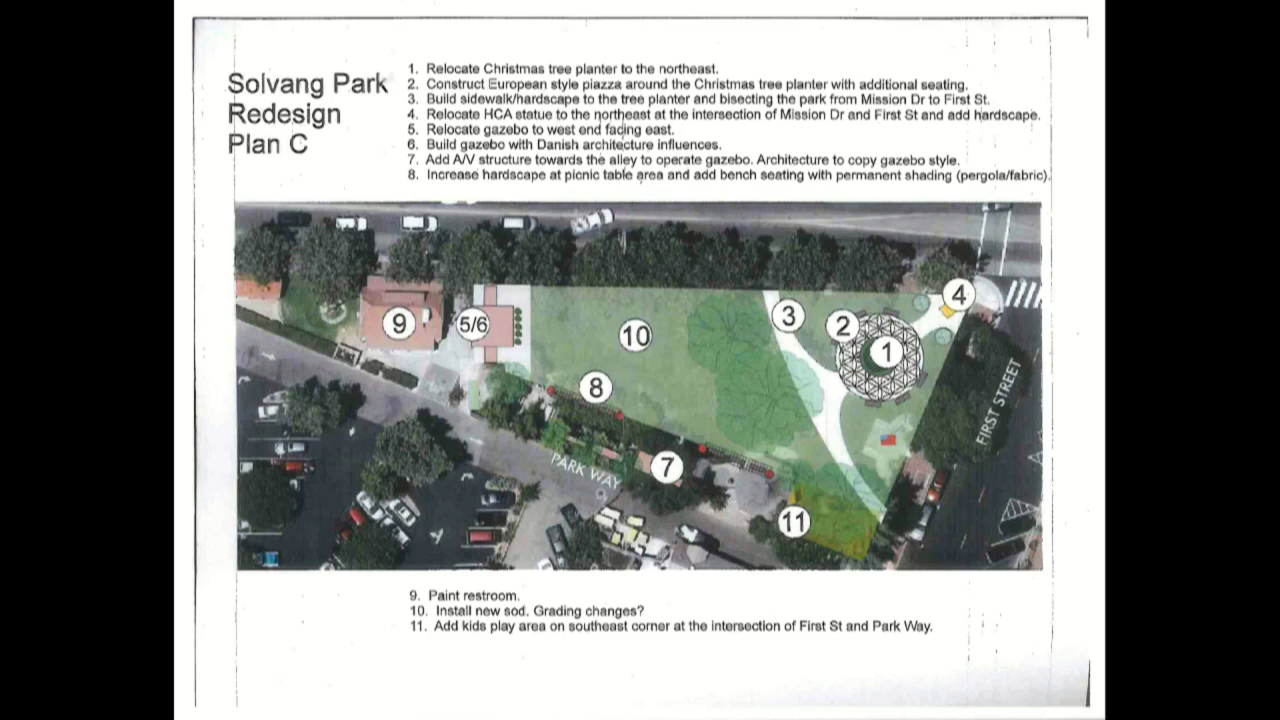 Solvang Park
Redesign
Plan C
1. Relocate Christmas tree planter to the northeast.
2. Construct European style piazza around the Christmas tree planter with additional seating.
3. Build sidewalk/hardscape to the tree planter and bisecting the park from Mission Dr to First St.
4. Relocate HCA statue to the northeast at the intersection of Mission Dr and First St and add hardscape.
5. Relocate gazebo to west end facing east.
6. Build gazebo with Danish architecture influences.
7. Add A/V structure towards the alley to operate gazebo. Architecture to copy gazebo style.
8. Increase hardscape at picnic table area and add bench seating with permanent shading (pergola/fabric).
4
3
2
9
5/6
10
1
8
FIRST STREET
7
PARK WAY
11
9. Paint restroom.
10. Install new sod. Grading changes?
11. Add kids play area on southeast corner at the intersection of First St and Park Way.